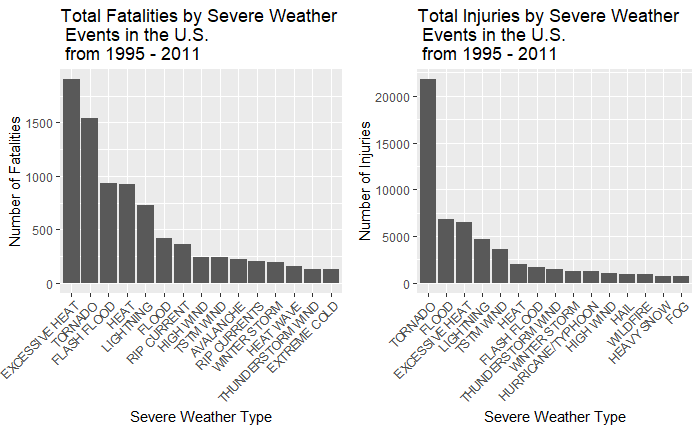 Total Fatalities by Severe Weather
Events in the U.S.
from 1995 - 2011
Number of Fatalities
1500
1000
500
0
EXCESSIVE HEAT
TORNADO
FLASH FLOOD
HEAT
LIGHTNING
FLOOD
RIP CURRENT
HIGH WIND
TSTM WIND
AVALANCHE
RIP CURRENTS
WINTER STORM
HEAT WAVE
THUNDERSTORM WIND
EXTREME COLD
Severe Weather Type
Total Injuries by Severe Weather
Events in the U.S.
from 1995 - 2011
Number of Injuries
20000
15000
10000
5000
0
TORNADO
FLOOD
EXCESSIVE HEAT
LIGHTNING
TSTM WIND
HEAT
FLASH FLOOD
THUNDERSTORM WIND
WINTER STORM
HURRICANE/TYPHOON
HIGH WIND
HAIL
WILDFIRE
HEAVY SNOW
FOG
Severe Weather Type